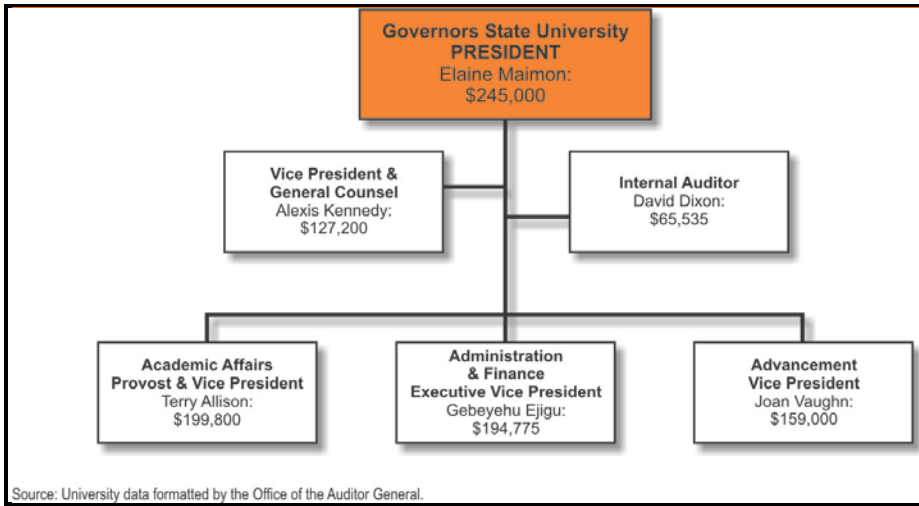 Governors State University
PRESIDENT
Elaine Maimon:
$245,000
Vice President &
General Counsel
Alexis Kennedy:
$127,200
Internal Auditor
David Dixon:
$65,535
Academic Affairs
Provost & Vice President
Terry Allison:
$199,800
Administration
& Finance
Executive Vice President
Gebeyehu Ejigu:
$194,775
Advancement
Vice President
Joan Vaughn:
$159,000
Source: University data formatted by the Office of the Auditor General.